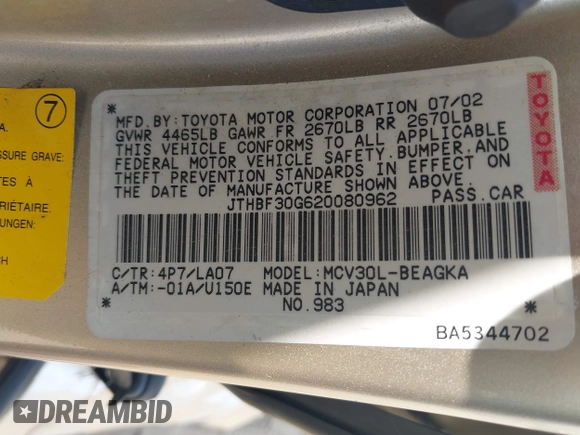 7
A.
SSURE GRAVE:
TES À
RIÉTAIRE.
UNGEN:
CH
MFD.BY:TOYOTA MOTOR CORPORATION 07/02
GVWR 4465LB GAWR FR 2670LB RR 2670LB
THIS VEHICLE CONFORMS TO ALL APPLICABLE
FEDERAL MOTOR VEHICLE SAFETY,BUMPER,AND
THEFT PREVENTION STANDARDS IN EFFECT ON
THE DATE OF MANUFACTURE SHOWN ABOVE.
JTHBF30G620080962 PASS.CAR
C/TR:4P7/LA07 MODEL:MCV30L-BEAGKA
A/TM:-01A/U150E MADE IN JAPAN
NO.983
BA5344702
TOYOTA
DREAMBID